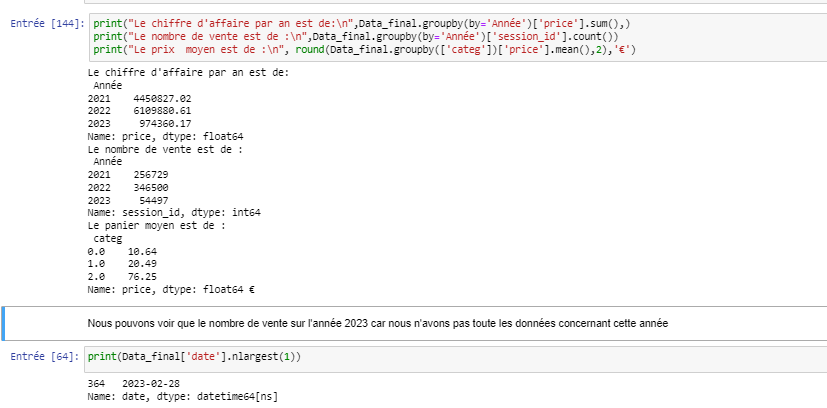 Entrée [144]: print("Le chiffre d'affaire par an est de:\n",Data_final.groupby(by='Année')['price'].sum(),)
print("Le nombre de vente est de :\n",Data_final.groupby(by='Année')['session_id'].count())
print("Le prix  moyen est de :\n", round(Data_final.groupby(['categ'])['price'].mean(),2),'€')
Le chiffre d'affaire par an est de:
 Année
2021    4450827.02
2022    6109880.61
2023     974360.17
Name: price, dtype: float64
Le nombre de vente est de :
 Année
2021    256729
2022    346500
2023     54497
Name: session_id, dtype: int64
Le panier moyen est de :
 categ
0.0    10.64
1.0    20.49
2.0    76.25
Name: price, dtype: float64 €
Nous pouvons voir que le nombre de vente sur l'année 2023 car nous n'avons pas toute les données concernant cette année
Entrée [64]: print(Data_final['date'].nlargest(1))
364   2023-02-28
Name: date, dtype: datetime64[ns]